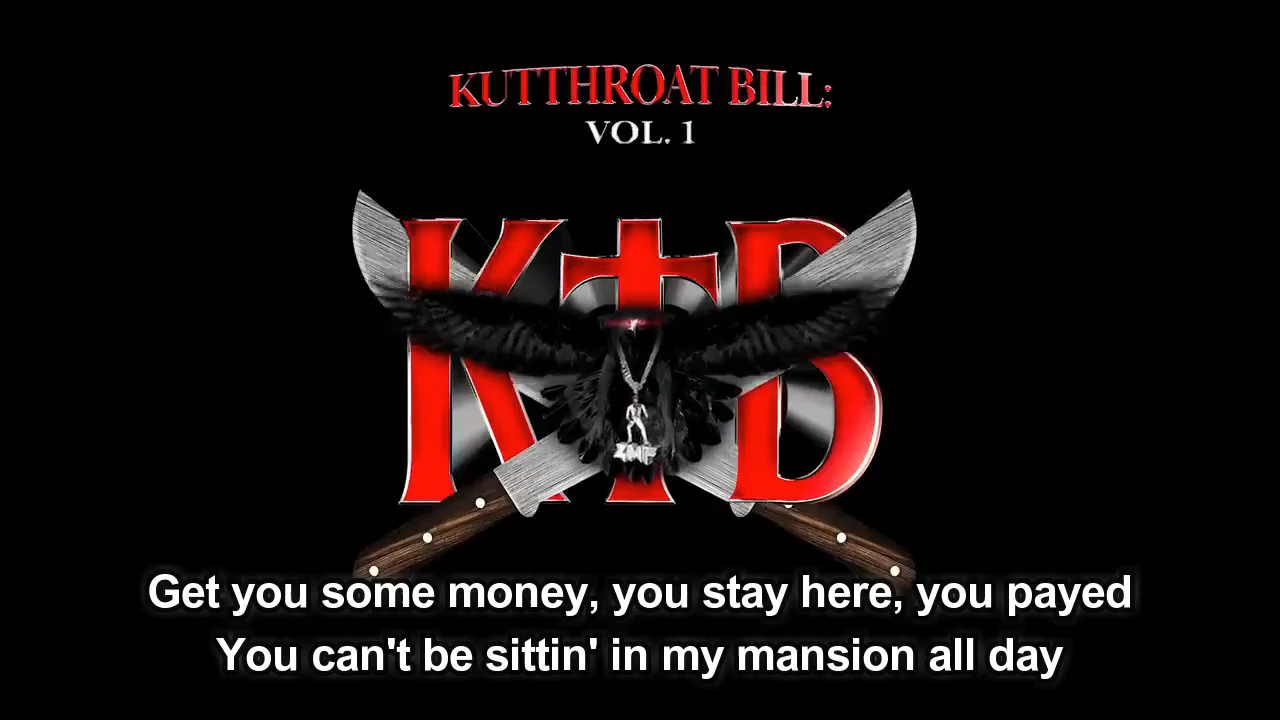 KUTTHROAT BILL:
VOL. 1
KTB
Get you some money, you stay here, you payed
You can't be sittin' in my mansion all day